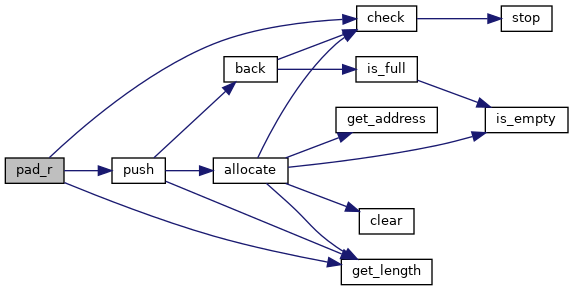 check
stop
back
is_full
get_address
is_empty
pad_r
push
allocate
clear
get_length